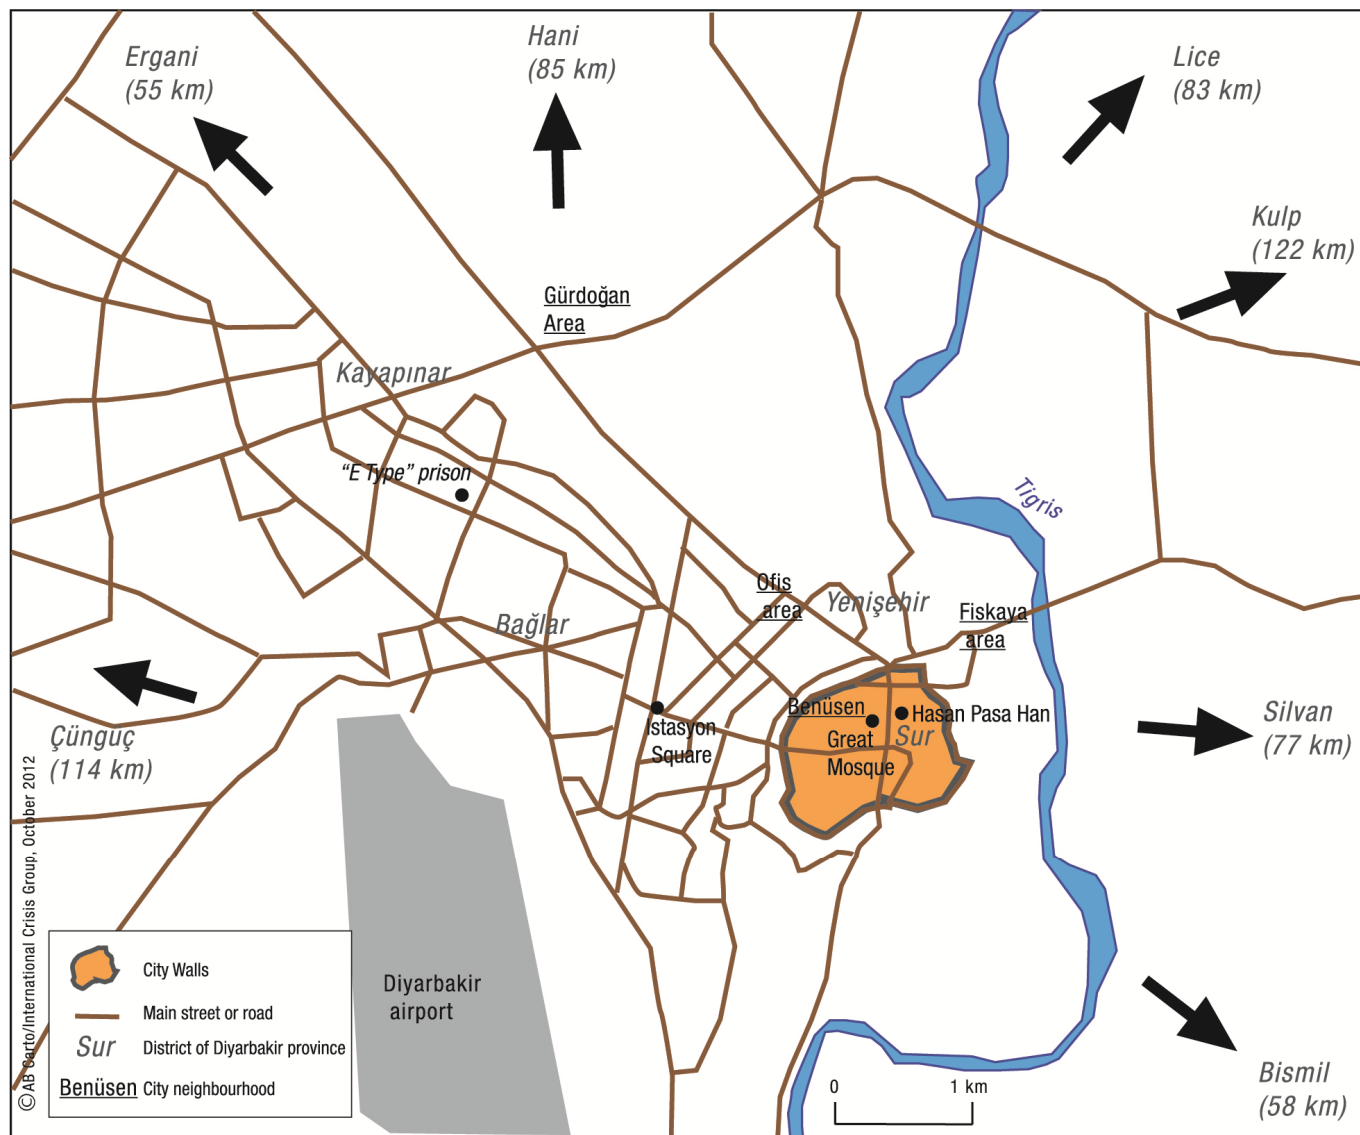 Ergani
(55 km)
Hani
(85 km)
Lice
(83 km)
Kulp
(122 km)
Gürdoğan
Area
Kayapınar
“E Type” prison
Tigris
Ofis
area
Yenişehir
Fiskaya
area
Bağlar
Benüsen
Hasan Pasa Han
Great
Mosque
Sur
Istasyon
Square
Çünguç
(114 km)
Silvan
(77 km)
Bismil
(58 km)
Diyarbakir
airport
City Walls
Main street or road
Sur District of Diyarbakir province
Benüsen City neighbourhood
0 1 km
© AB Carto/International Crisis Group, October 2012